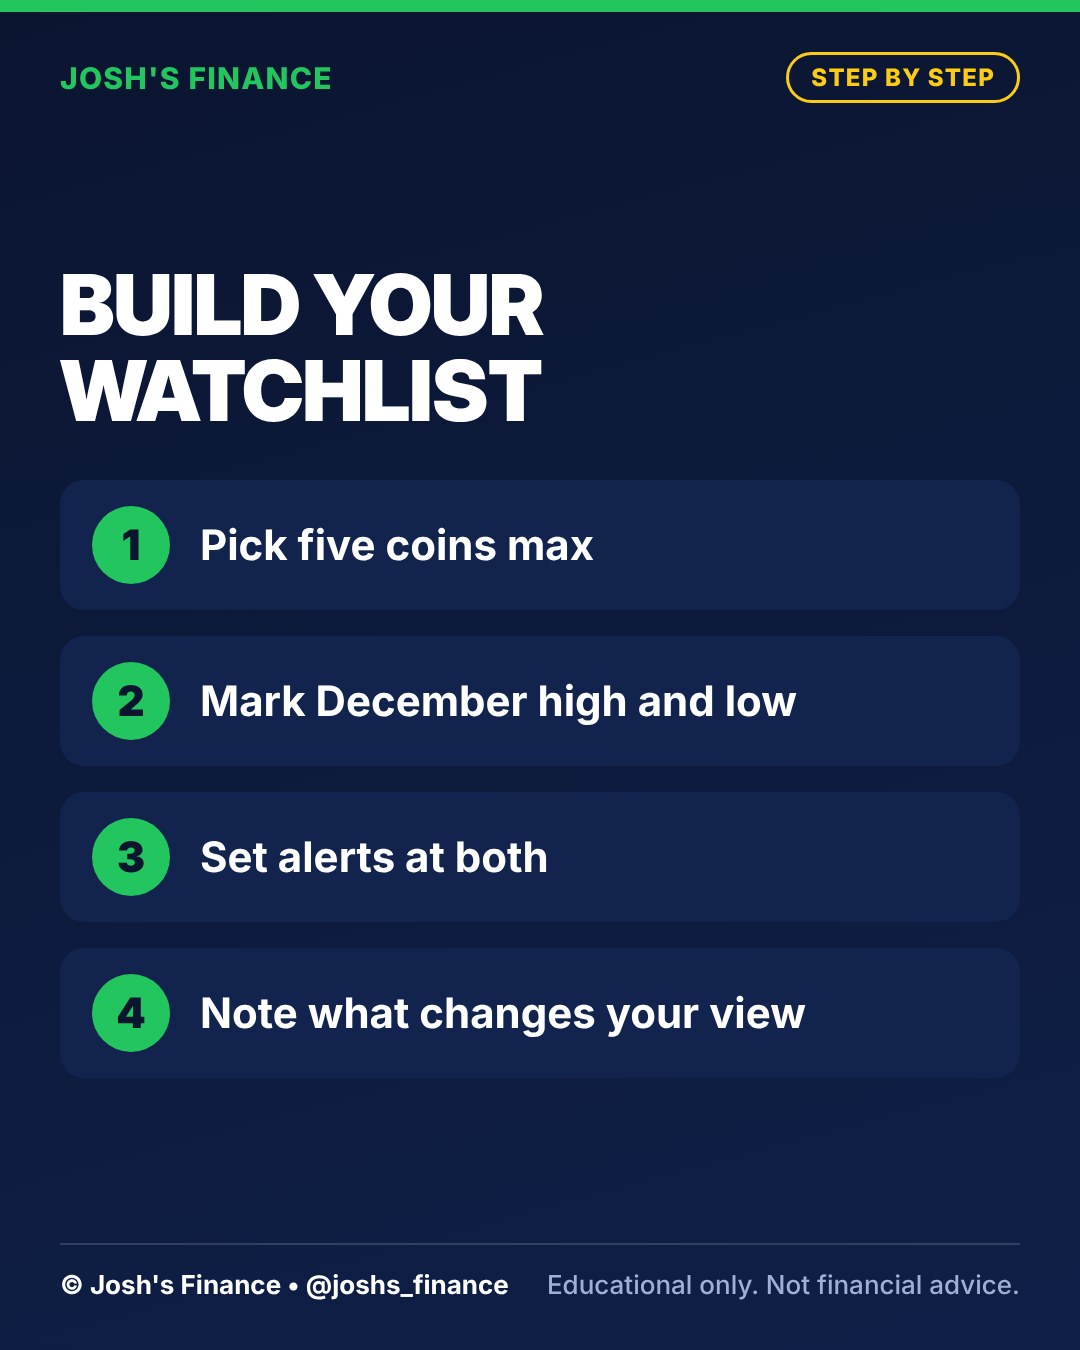 JOSH'S FINANCE
STEP BY STEP
BUILD YOUR
WATCHLIST
1 Pick five coins max
2 Mark December high and low
3 Set alerts at both
4 Note what changes your view
© Josh's Finance • @joshs_finance Educational only. Not financial advice.